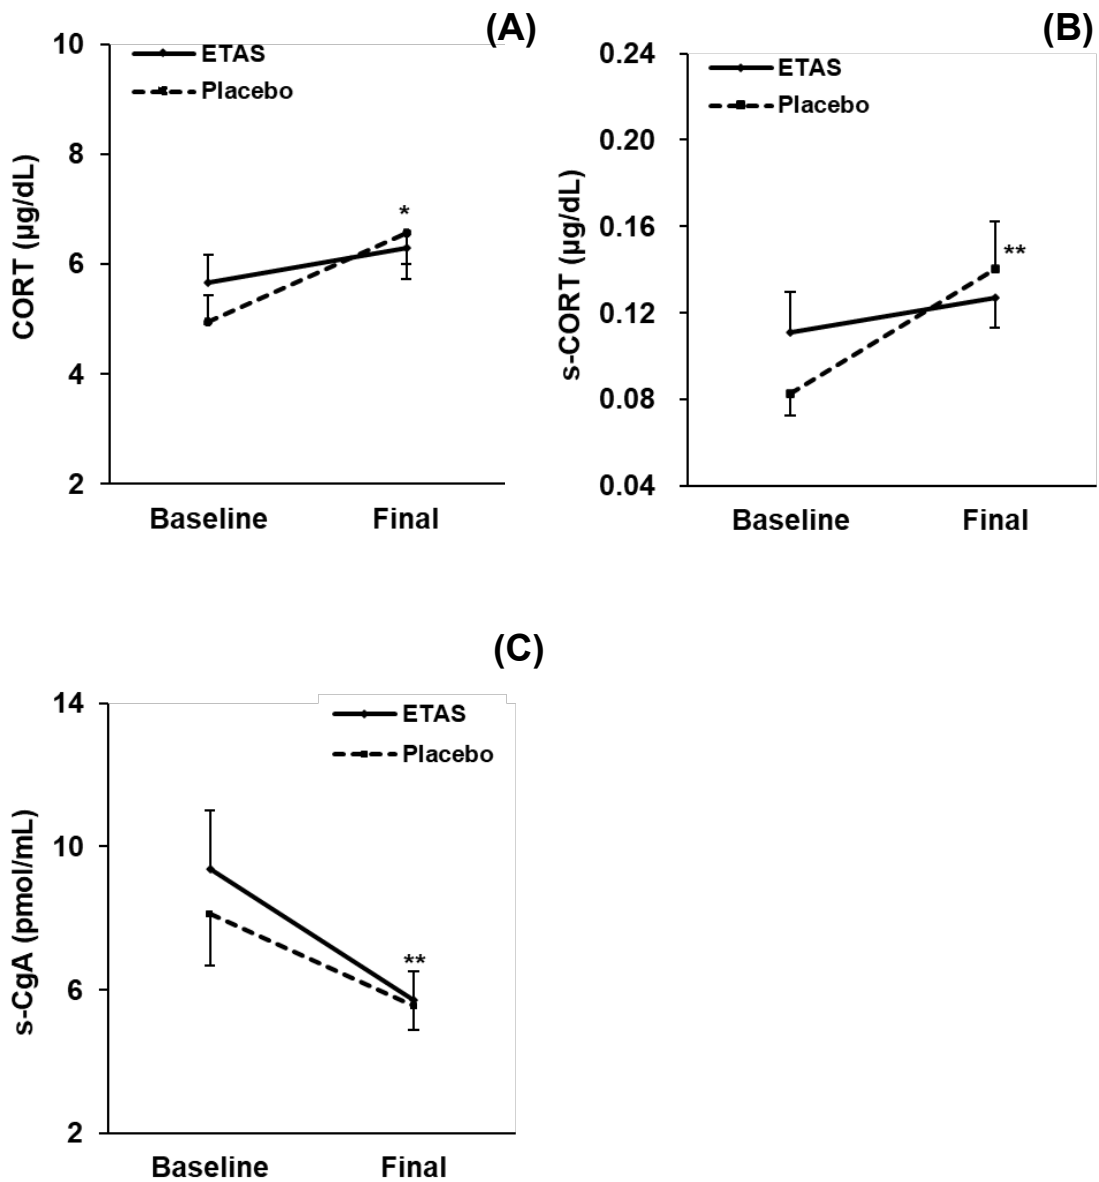 (A)
ETAS
Placebo
CORT (µg/dL)
10
8
6
4
2
*
Baseline Final
(B)
ETAS
Placebo
s-CORT (µg/dL)
0.24
0.20
0.16
0.12
0.08
0.04
**
Baseline Final
(C)
ETAS
Placebo
s-CgA (pmol/mL)
14
10
6
2
**
Baseline Final